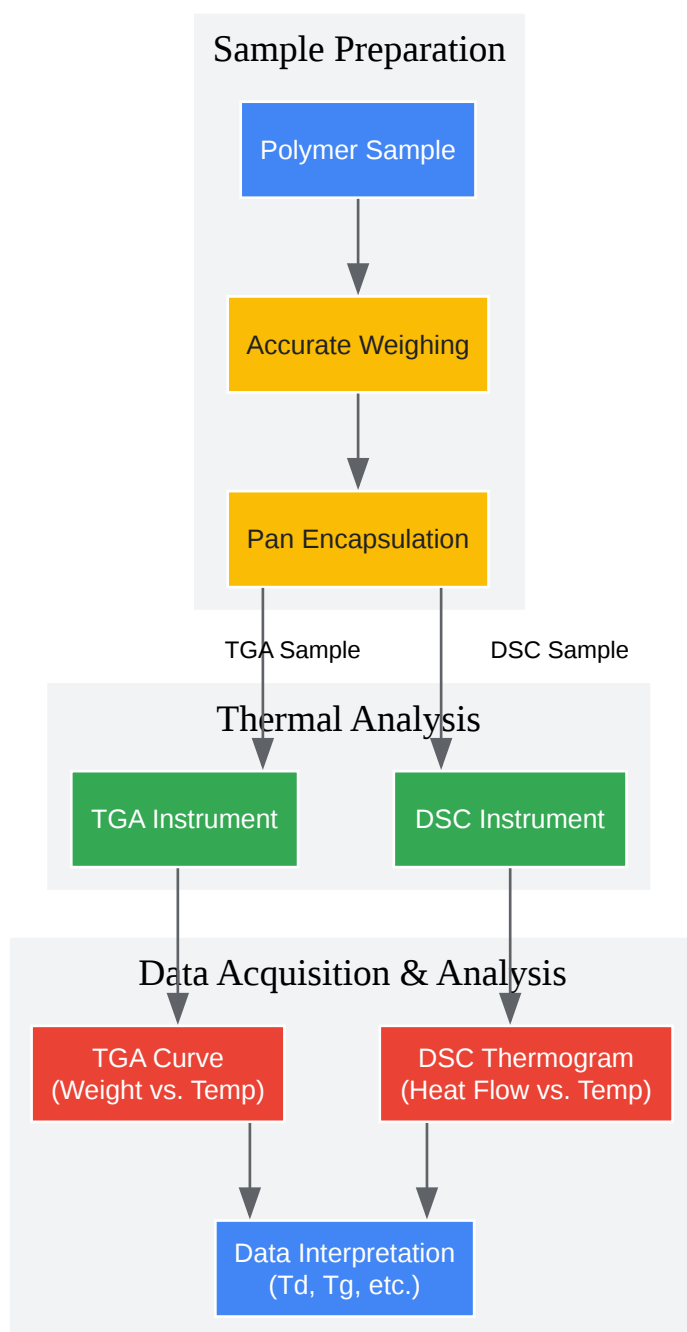 Sample Preparation
Polymer Sample
Accurate Weighing
Pan Encapsulation
TGA Sample
DSC Sample
Thermal Analysis
TGA Instrument
DSC Instrument
Data Acquisition & Analysis
TGA Curve
(Weight vs. Temp)
DSC Thermogram
(Heat Flow vs. Temp)
Data Interpretation
(Td, Tg, etc.)